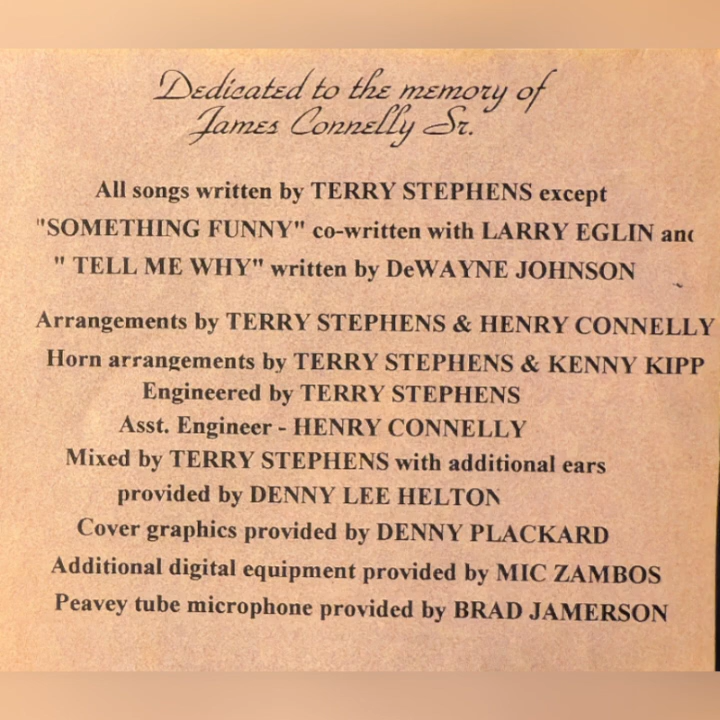 Dedicated to the memory of
James Connelly Sr.
All songs written by TERRY STEPHENS except
"SOMETHING FUNNY" co-written with LARRY EGLIN and
" TELL ME WHY" written by DeWAYNE JOHNSON
Arrangements by TERRY STEPHENS & HENRY CONNELLY
Horn arrangements by TERRY STEPHENS & KENNY KIPP
Engineered by TERRY STEPHENS
Asst. Engineer - HENRY CONNELLY
Mixed by TERRY STEPHENS with additional ears
provided by DENNY LEE HELTON
Cover graphics provided by DENNY PLACKARD
Additional digital equipment provided by MIC ZAMBOS
Peavey tube microphone provided by BRAD JAMERSON